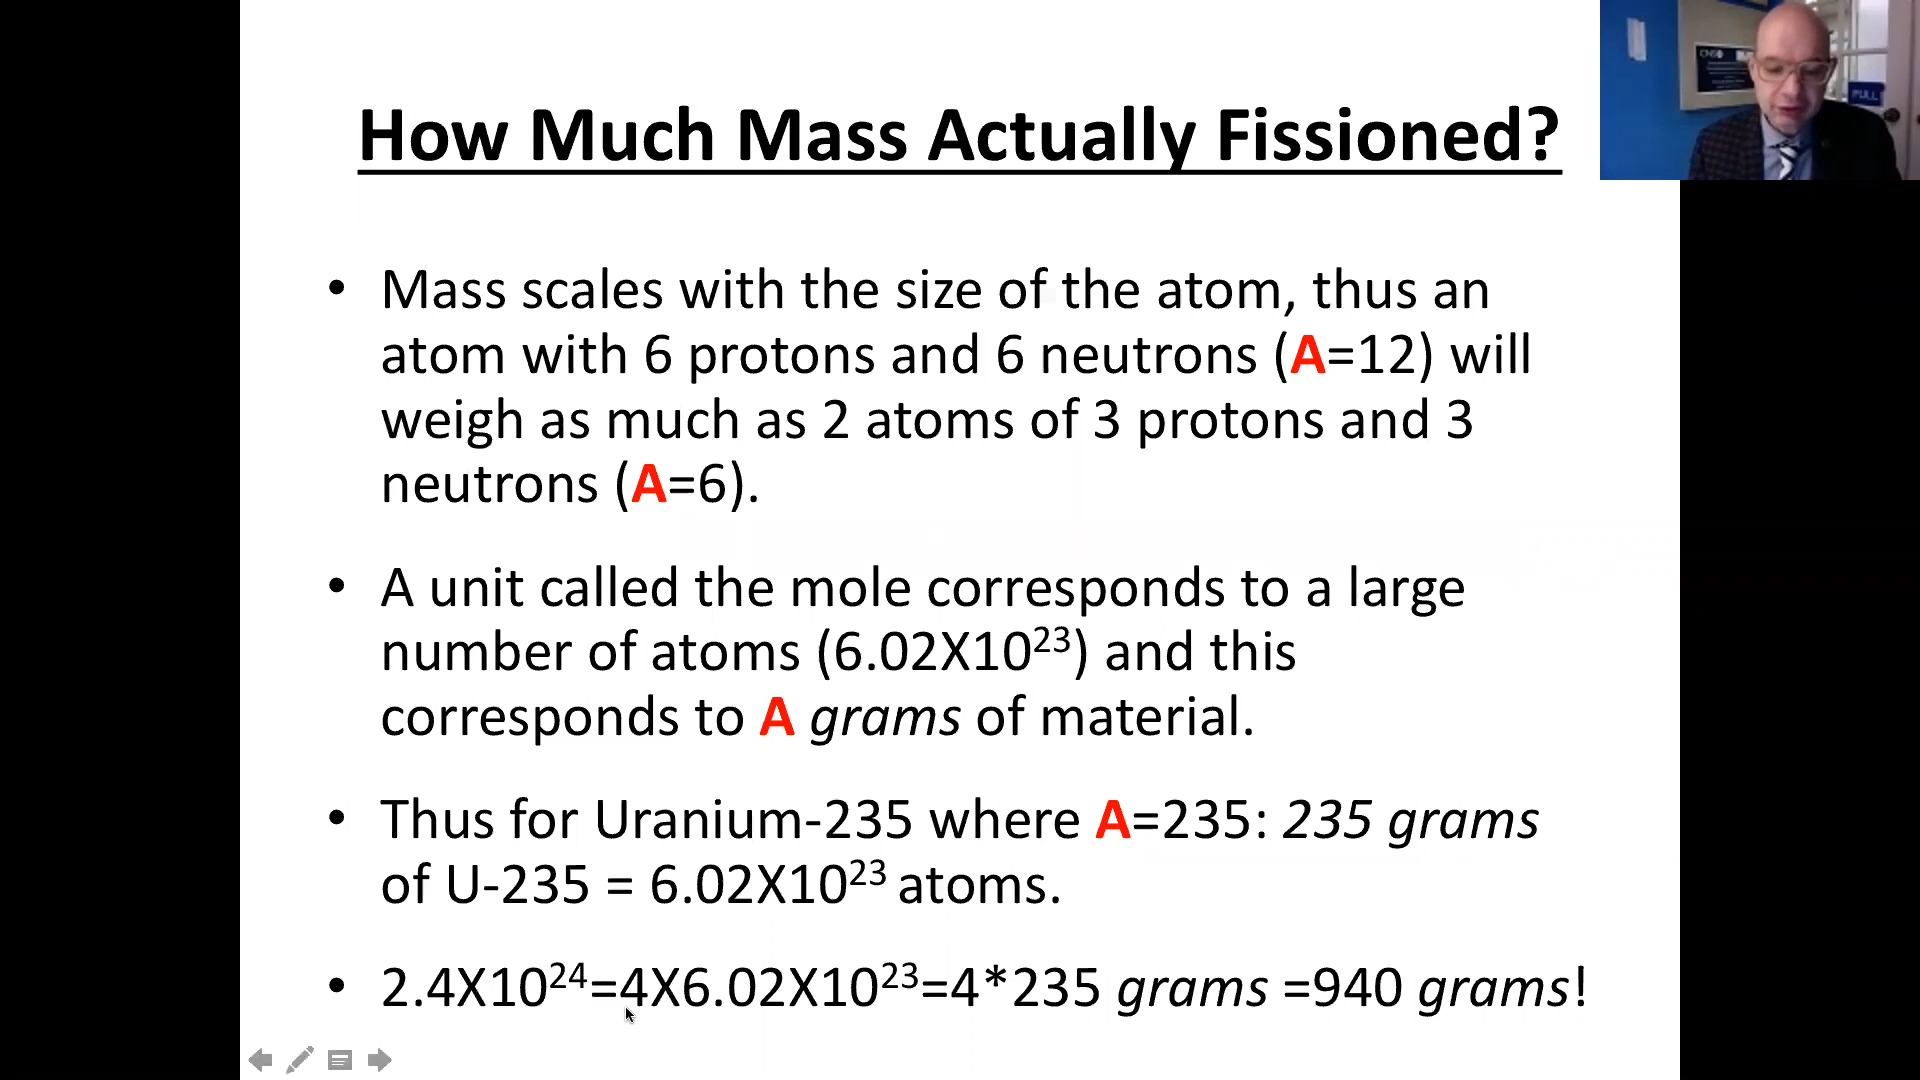 How Much Mass Actually Fissioned?
• Mass scales with the size of the atom, thus an
atom with 6 protons and 6 neutrons (A=12) will
weigh as much as 2 atoms of 3 protons and 3
neutrons (A=6).
• A unit called the mole corresponds to a large
number of atoms (6.02X10²³) and this
corresponds to A grams of material.
• Thus for Uranium-235 where A=235: 235 grams
of U-235 = 6.02X10²³ atoms.
• 2.4X10²⁴=4X6.02X10²³=4*235 grams =940 grams!
CNS
PULL